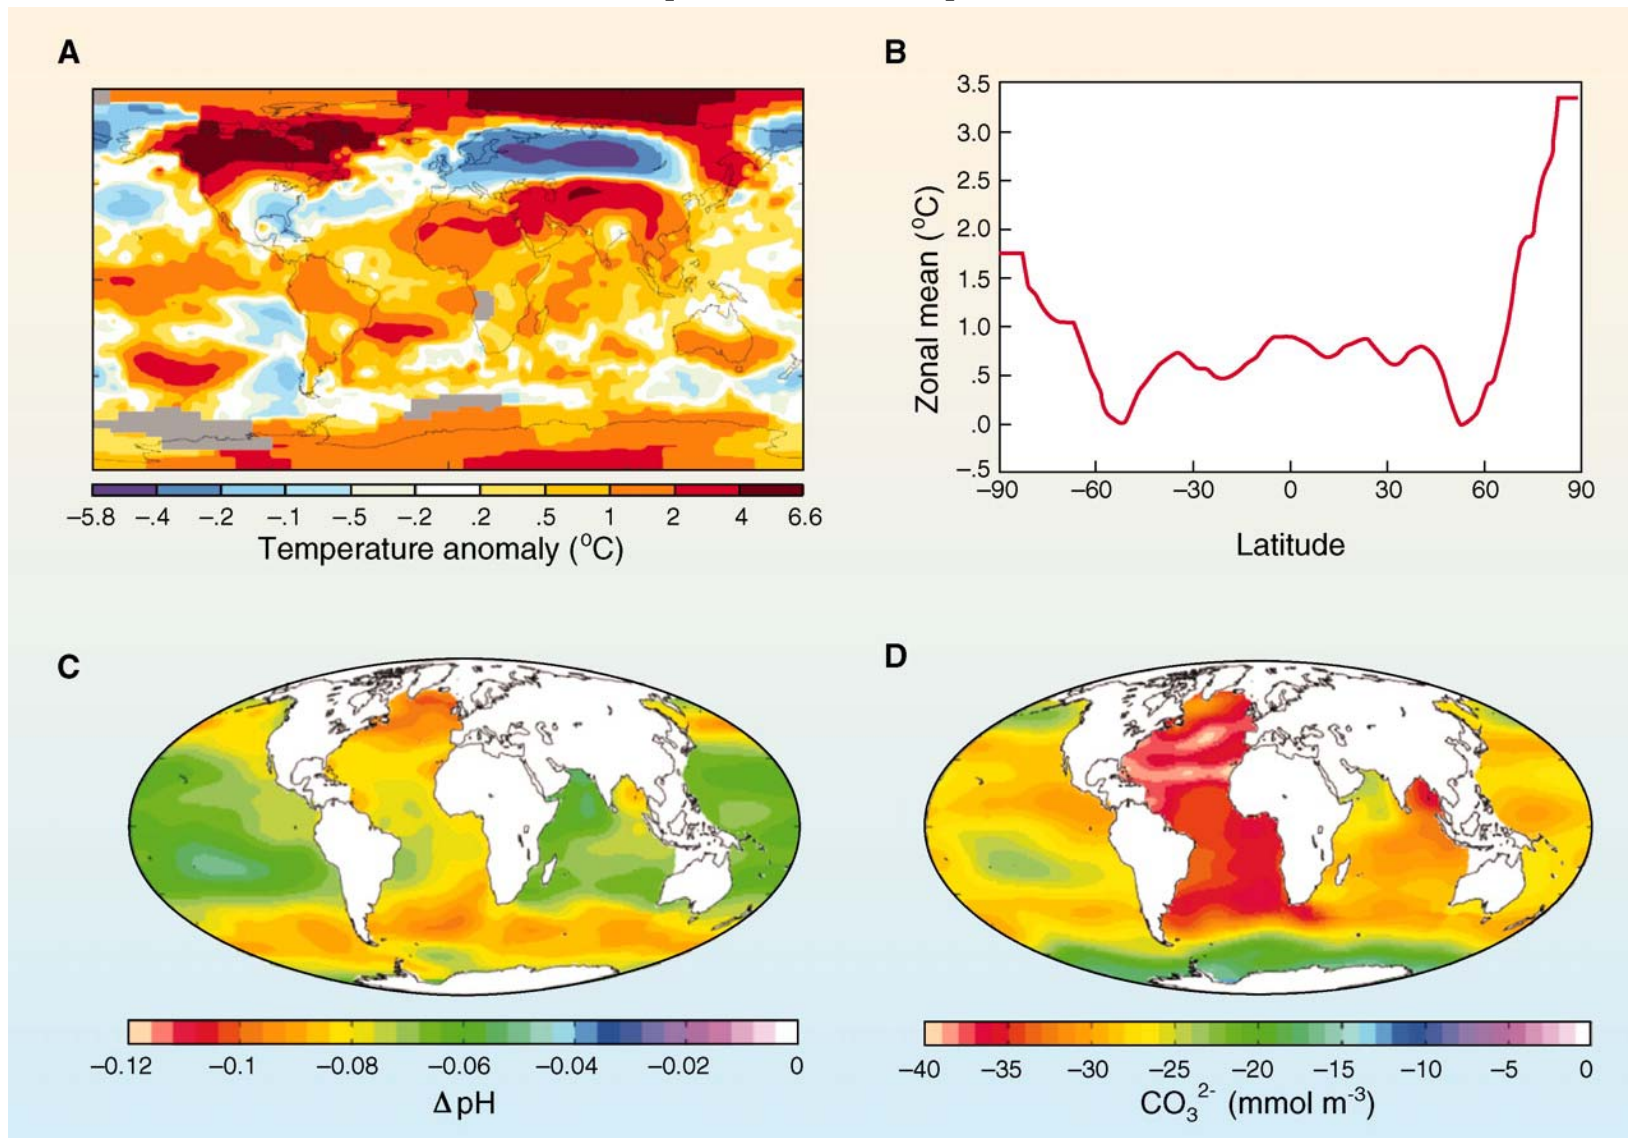 A
−5.8 −.4 −.2 −.1 −.5 −.2 .2 .5 1 2 4 6.6
Temperature anomaly (°C)
B
3.5
3.0
2.5
2.0
1.5
1.0
.5
.0
−.5
Zonal mean (°C)
−90 −60 −30 0 30 60 90
Latitude
C
−0.12 −0.1 −0.08 −0.06 −0.04 −0.02 0
Δ pH
D
−40 −35 −30 −25 −20 −15 −10 −5 0
CO₃²⁻ (mmol m⁻³)